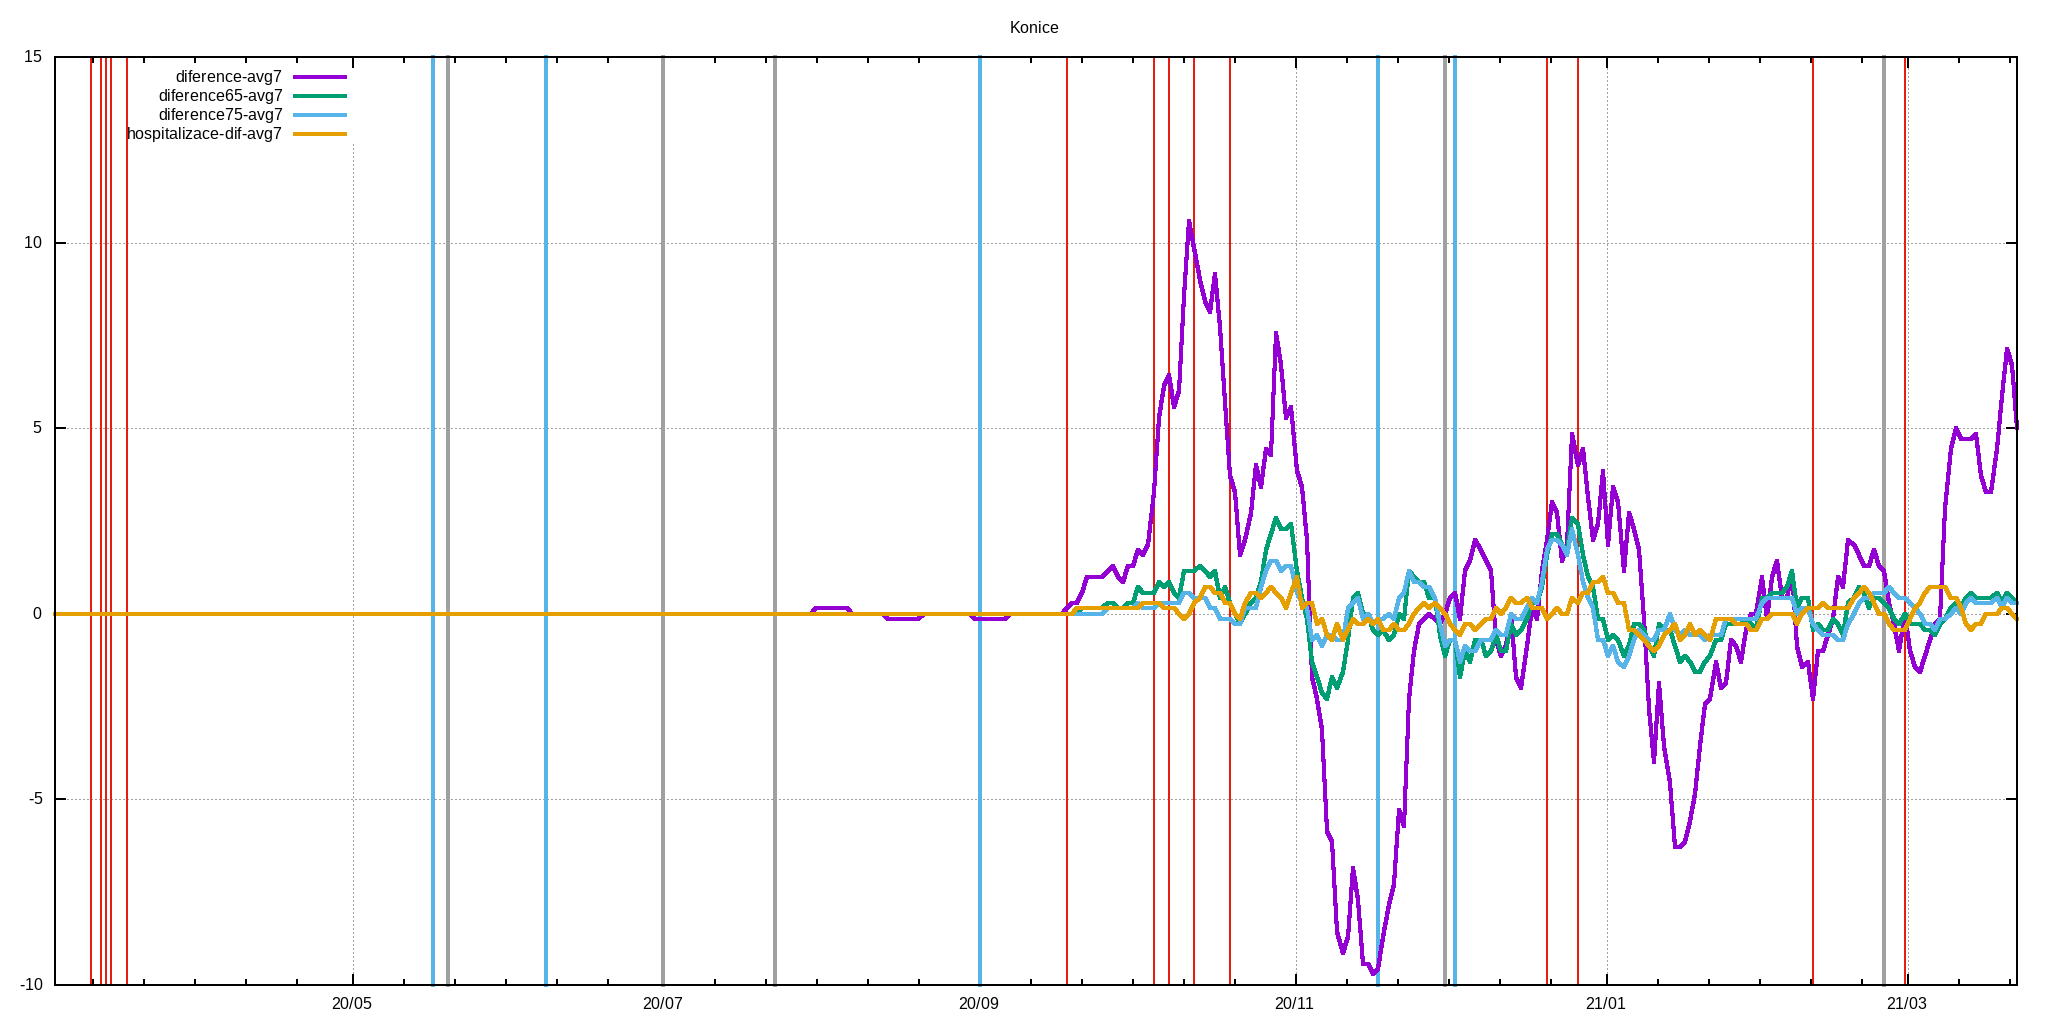 Konice
15
diference-avg7
diference65-avg7
diference75-avg7
hospitalizace-dif-avg7
10
5
0
-5
-10
20/05
20/07
20/09
20/11
21/01
21/03